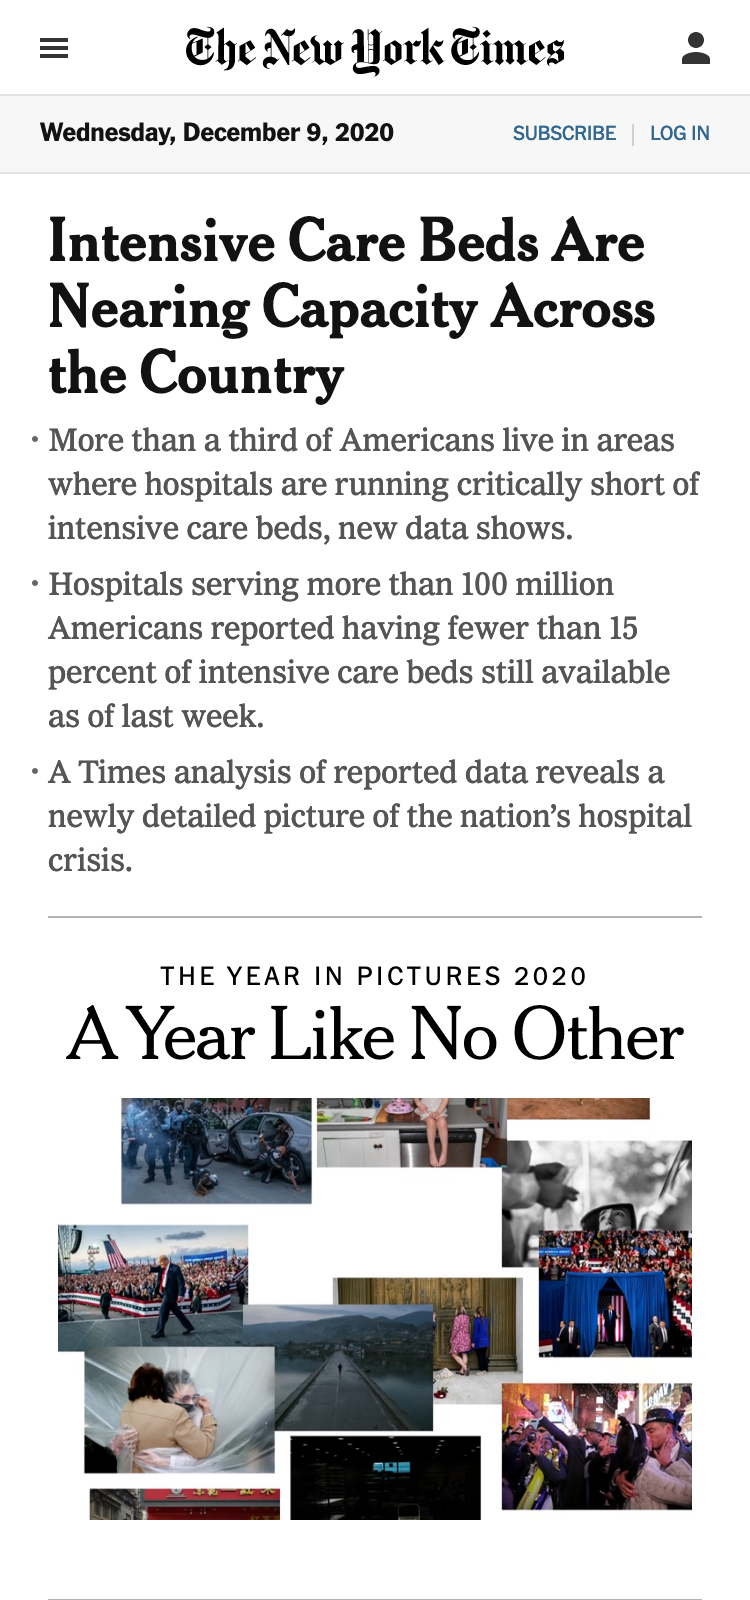 The New York Times
Wednesday, December 9, 2020
SUBSCRIBE | LOG IN
Intensive Care Beds Are
Nearing Capacity Across
the Country
• More than a third of Americans live in areas
where hospitals are running critically short of
intensive care beds, new data shows.
• Hospitals serving more than 100 million
Americans reported having fewer than 15
percent of intensive care beds still available
as of last week.
• A Times analysis of reported data reveals a
newly detailed picture of the nation’s hospital
crisis.
THE YEAR IN PICTURES 2020
A Year Like No Other